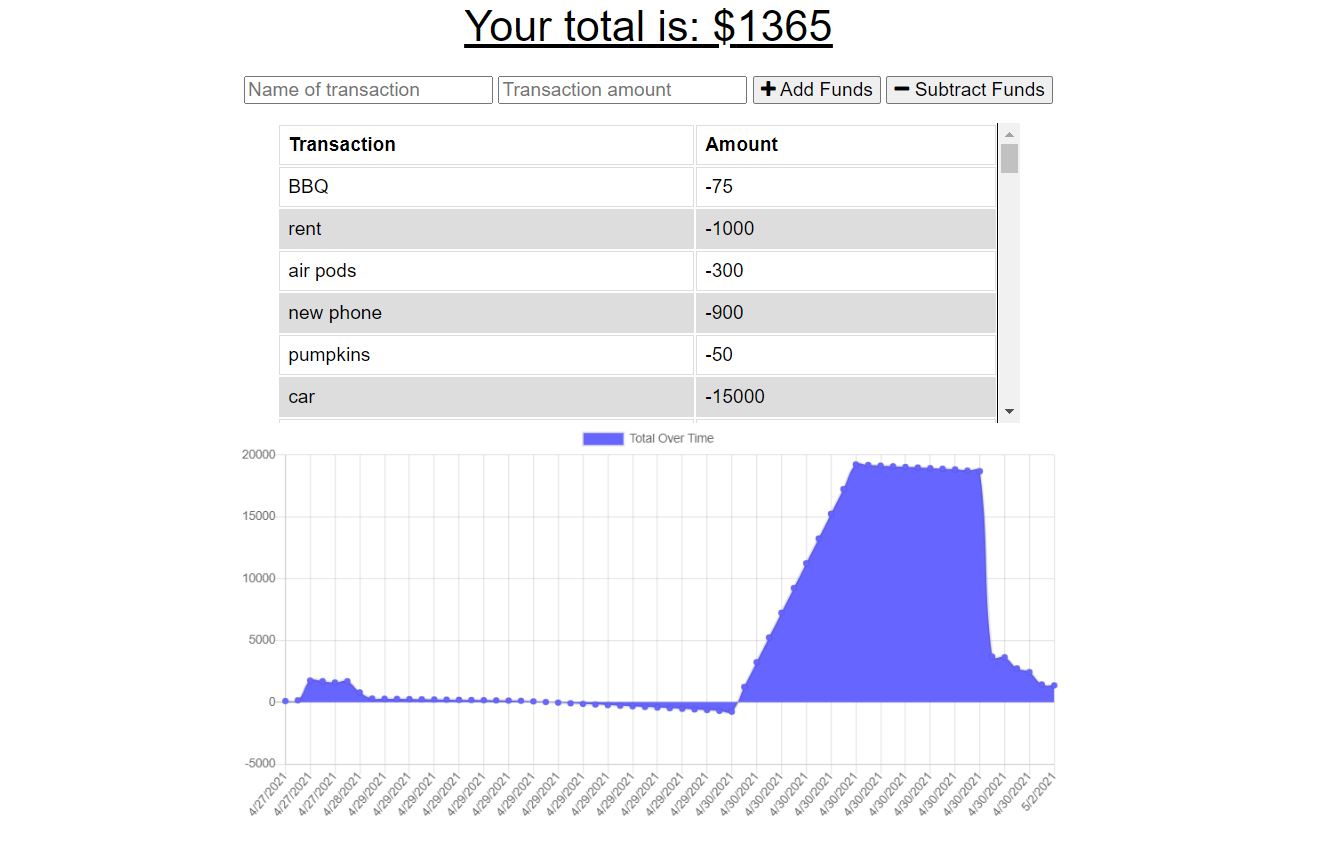 Your total is: $1365
Name of transaction Transaction amount + Add Funds − Subtract Funds
Transaction Amount
BBQ -75
rent -1000
air pods -300
new phone -900
pumpkins -50
car -15000
Total Over Time
20000
15000
10000
5000
0
-5000
4/27/2021 4/27/2021 4/27/2021 4/28/2021 4/29/2021 4/29/2021 4/29/2021 4/29/2021 4/29/2021 4/29/2021 4/29/2021 4/29/2021 4/29/2021 4/29/2021 4/29/2021 4/29/2021 4/29/2021 4/29/2021 4/30/2021 4/30/2021 4/30/2021 4/30/2021 4/30/2021 4/30/2021 4/30/2021 4/30/2021 4/30/2021 4/30/2021 4/30/2021 4/30/2021 4/30/2021 5/2/2021